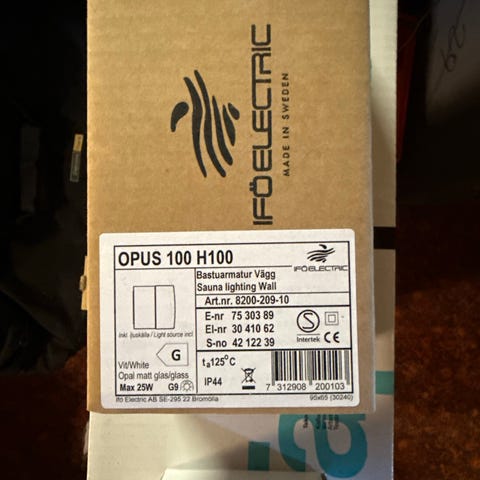 IFÖELECTRIC
MADE IN SWEDEN
OPUS 100 H100
IFÖELECTRIC
Bastuarmatur Vägg
Sauna lighting Wall
Art.nr. 8200-209-10
E-nr 75 303 89
El-nr 30 410 62
S-no 42 122 39
S
Intertek CE
Inkl. ljuskälla / Light source incl
G
Vit/White
Opal matt glas/glass
Max 25W G9
ta125°C
IP44
7 312908 200103
Ifö Electric AB SE-295 22 Bromölla
95x65 (30240)